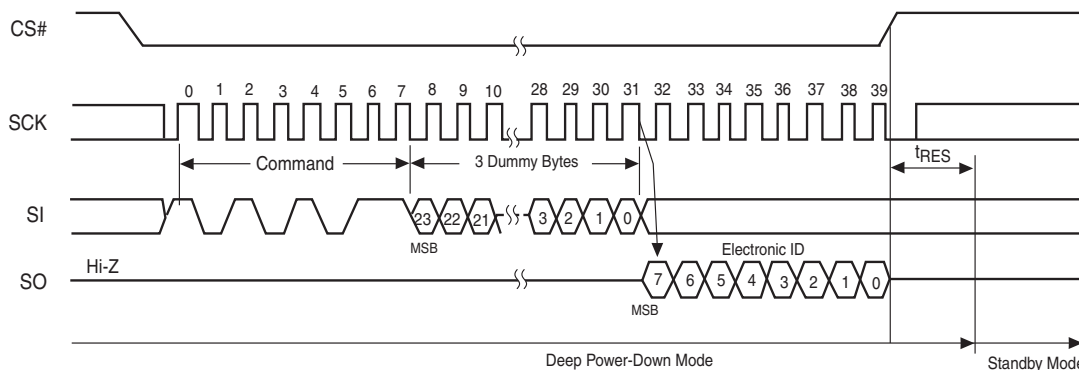 CS#
0 1 2 3 4 5 6 7 8 9 10 28 29 30 31 32 33 34 35 36 37 38 39
SCK
tRES
Command
3 Dummy Bytes
SI
23 22 21 3 2 1 0
MSB
Electronic ID
Hi-Z
SO
7 6 5 4 3 2 1 0
MSB
Deep Power-Down Mode
Standby Mode